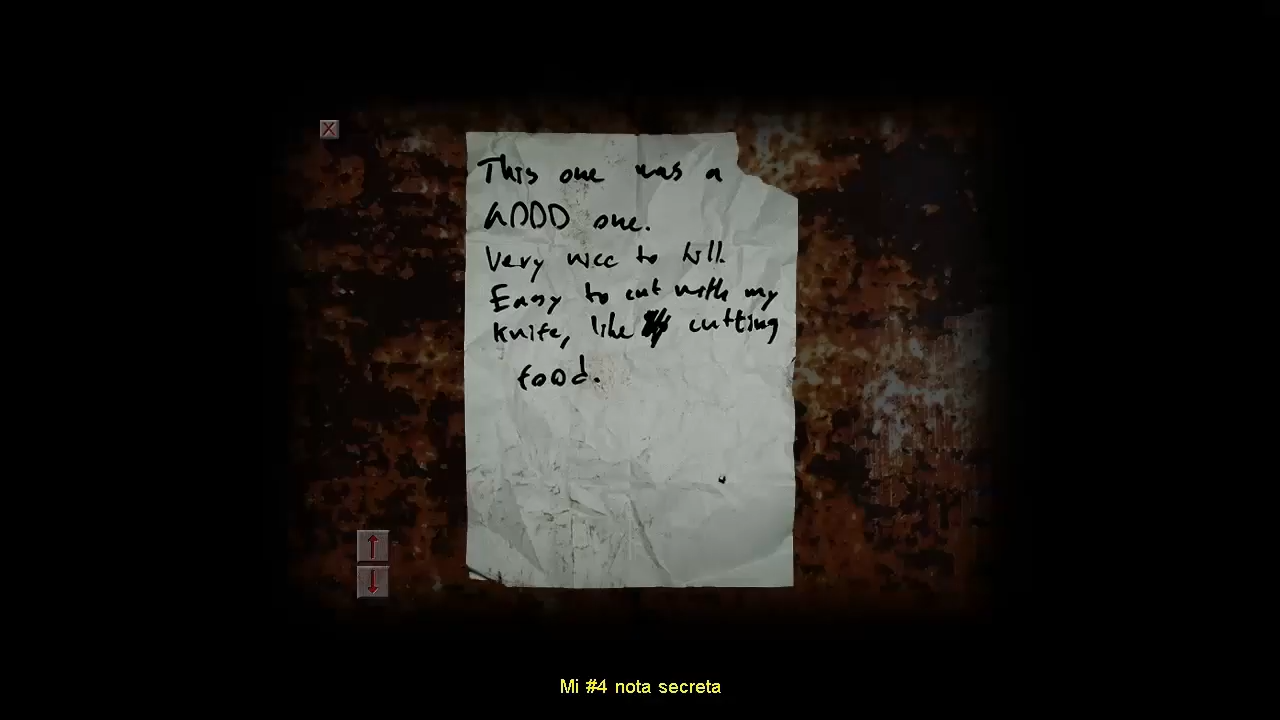 This one was a
GOOD one.
Very nice to kill.
Easy to cut with my
knife, like cutting
food.
Mi #4 nota secreta